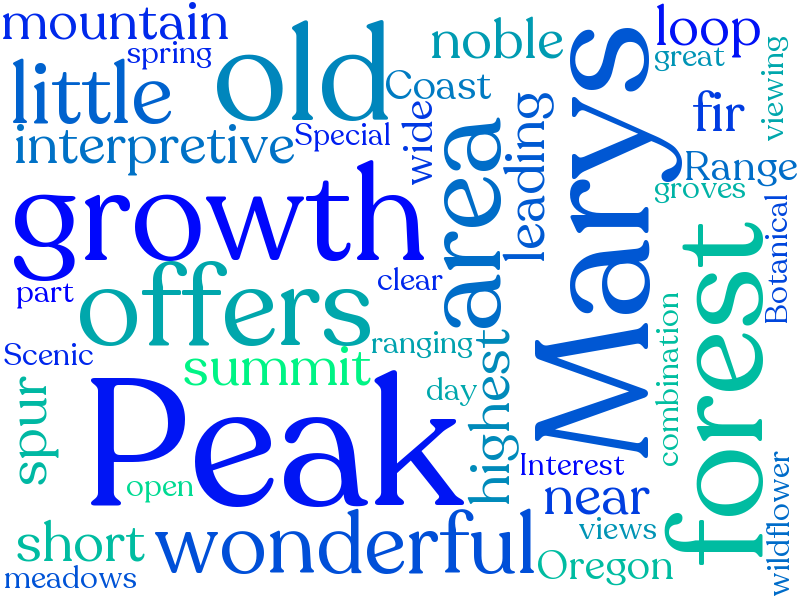 mountain
spring
old
noble
loop
great
viewing
little
Coast
wide
fir
interpretive
Special
leading
area
Marys
Range
groves
growth
Botanical
part
clear
offers
forest
Scenic
ranging
combination
summit
highest
day
spur
Peak
open
Interest
near
wildflower
short
wonderful
views
Oregon
meadows